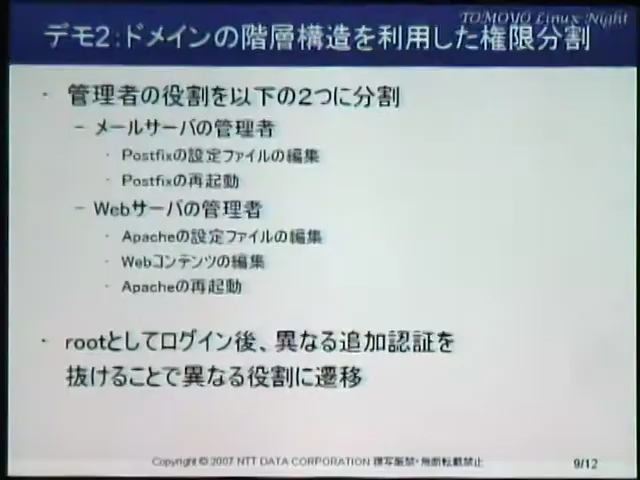 TOMOYO Linux Night
デモ2:ドメインの階層構造を利用した権限分割
・ 管理者の役割を以下の2つに分割
– メールサーバの管理者
・ Postfixの設定ファイルの編集
・ Postfixの再起動
– Webサーバの管理者
・ Apacheの設定ファイルの編集
・ Webコンテンツの編集
・ Apacheの再起動
・ rootとしてログイン後、異なる追加認証を
抜けることで異なる役割に遷移
Copyright © 2007 NTT DATA CORPORATION 複写厳禁・無断転載禁止
9/12